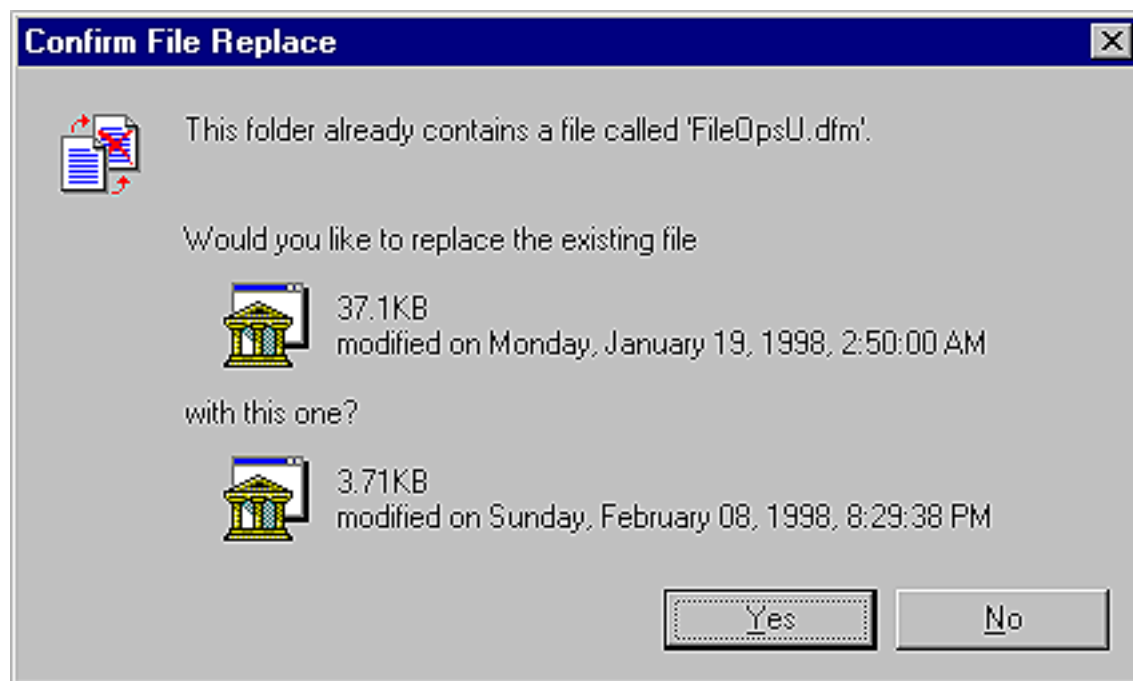 Confirm File Replace
This folder already contains a file called 'FileOpsU.dfm'.
Would you like to replace the existing file
37.1KB
modified on Monday, January 19, 1998, 2:50:00 AM
with this one?
3.71KB
modified on Sunday, February 08, 1998, 8:29:38 PM
Yes No